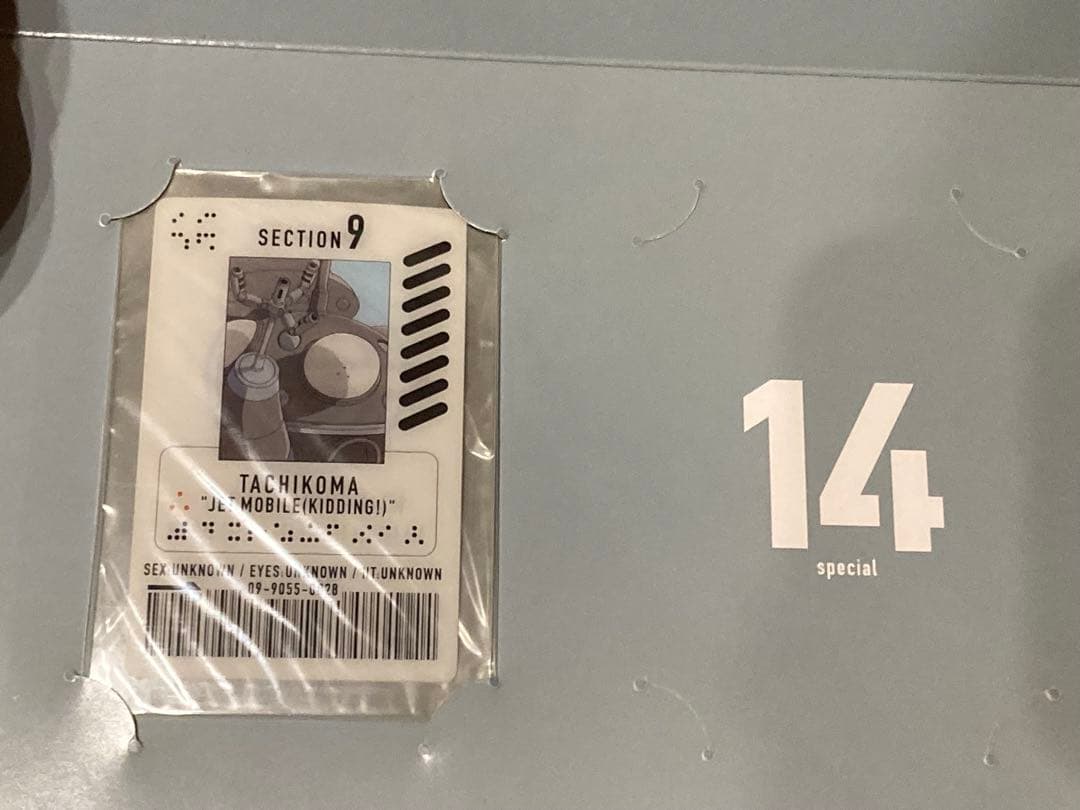 SECTION 9
TACHIKOMA
"JET MOBILE(KIDDING!)"
SEX.UNKNOWN / EYES.UNKNOWN / HT.UNKNOWN
14
special